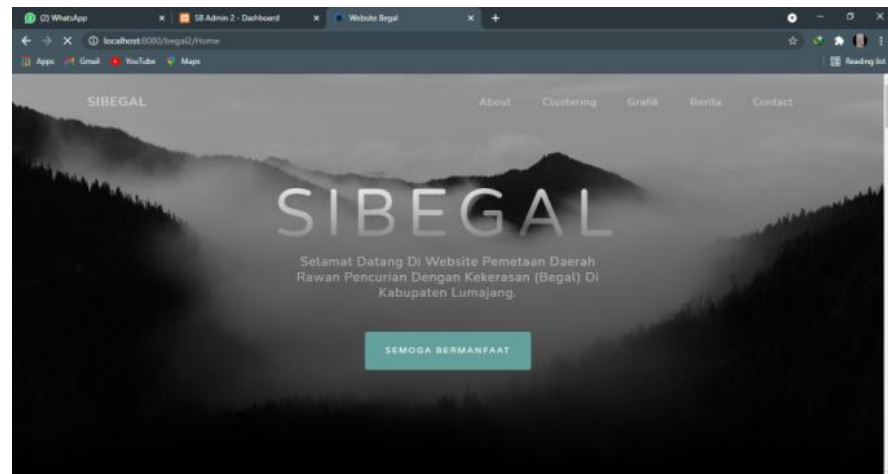 (2) WhatsApp
SB Admin 2 - Dashboard
Website Begal
localhost:8080/begal2/Home
Apps
Gmail
YouTube
Maps
Reading list
SIBEGAL
About
Clustering
Grafik
Berita
Contact
SIBEGAL
Selamat Datang Di Website Pemetaan Daerah
Rawan Pencurian Dengan Kekerasan (Begal) Di
Kabupaten Lumajang.
SEMOGA BERMANFAAT